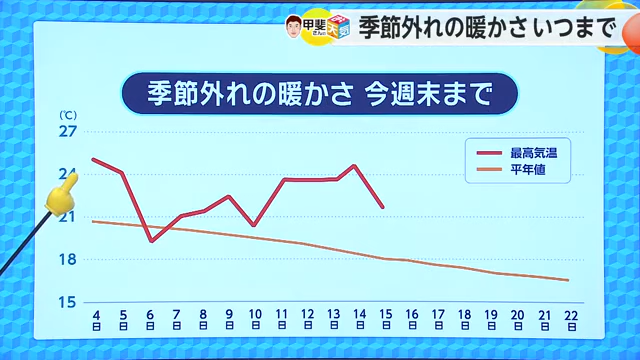 甲斐さんの天気 季節外れの暖かさ いつまで
季節外れの暖かさ 今週末まで
(℃)
27
24
21
18
15
最高気温
平年値
4日 5日 6日 7日 8日 9日 10日 11日 12日 13日 14日 15日 16日 17日 18日 19日 20日 21日 22日